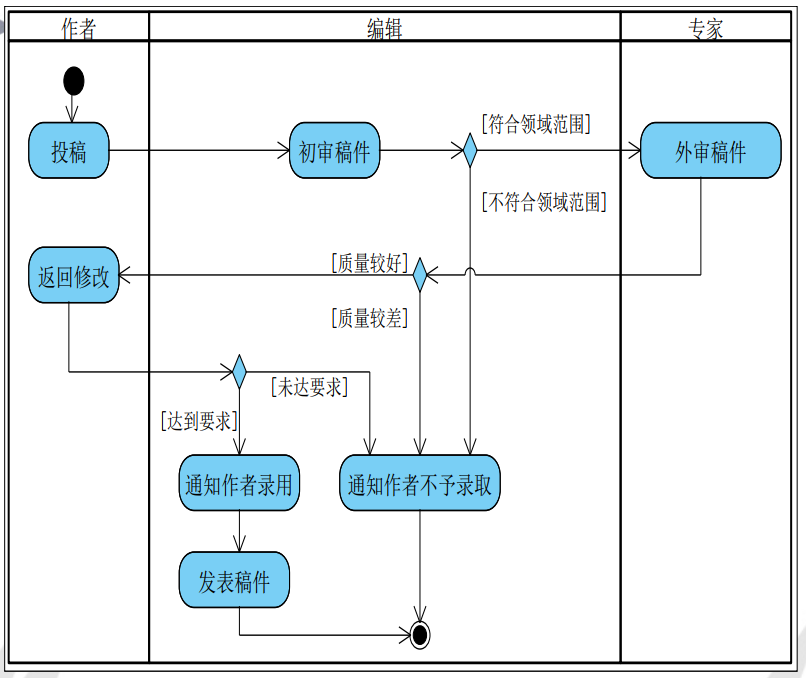 作者
编辑
专家
[符合领域范围]
投稿
初审稿件
外审稿件
[不符合领域范围]
[质量较好]
返回修改
[质量较差]
[未达要求]
[达到要求]
通知作者录用
通知作者不予录取
发表稿件